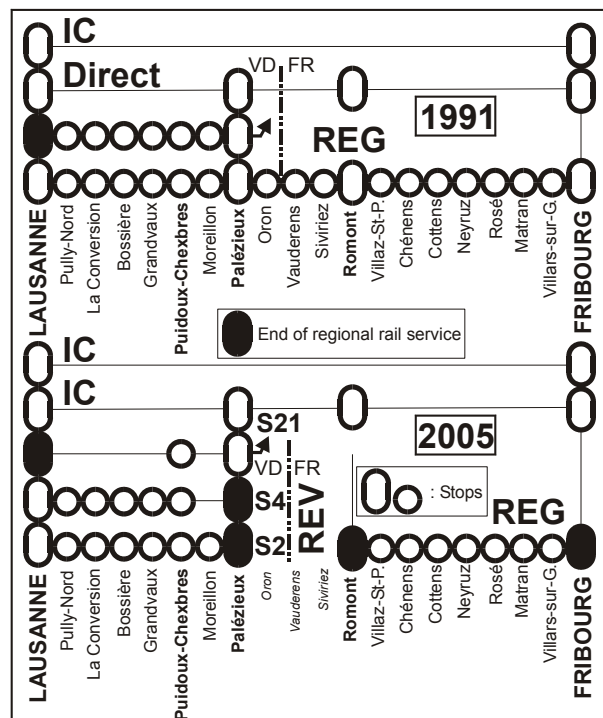 IC
Direct
VD FR
1991
REG
LAUSANNE
Pully-Nord
La Conversion
Bossière
Grandvaux
Puidoux-Chexbres
Moreillon
Palézieux
Oron
Vauderens
Siviriez
Romont
Villaz-St-P.
Chénens
Cottens
Neyruz
Rosé
Matran
Villars-sur-G.
FRIBOURG
End of regional rail service
IC
IC
S21
2005
VD FR
S4
: Stops
REV
REG
S2
LAUSANNE
Pully-Nord
La Conversion
Bossière
Grandvaux
Puidoux-Chexbres
Moreillon
Palézieux
Oron
Vauderens
Siviriez
Romont
Villaz-St-P.
Chénens
Cottens
Neyruz
Rosé
Matran
Villars-sur-G.
FRIBOURG